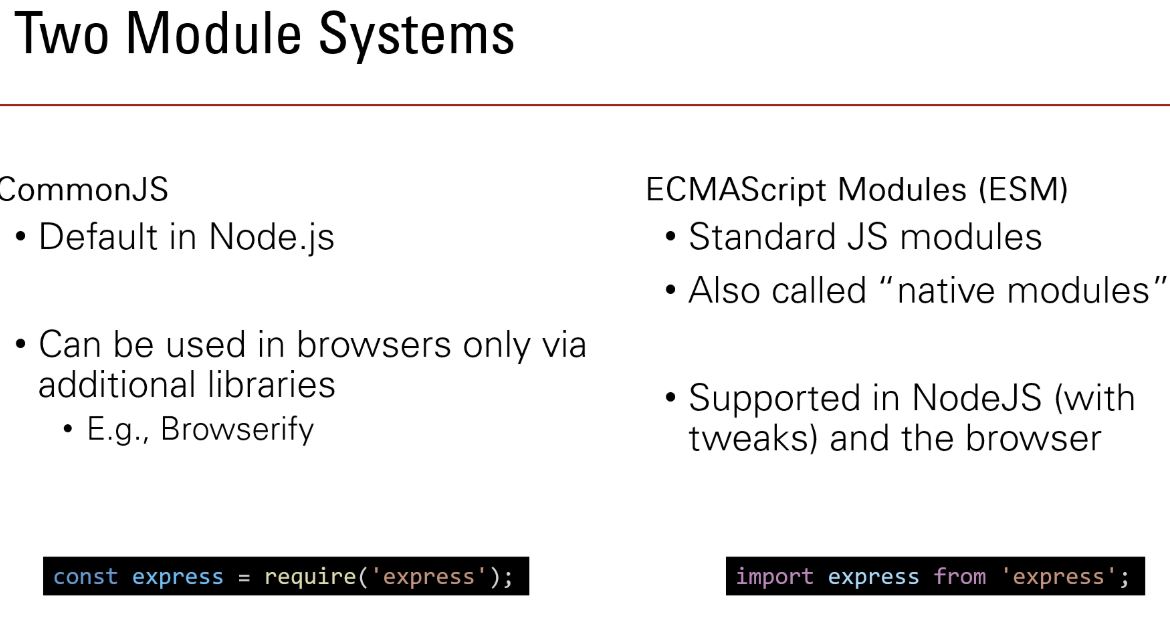 Two Module Systems
CommonJS
• Default in Node.js
• Can be used in browsers only via
additional libraries
• E.g., Browserify
const express = require('express');
ECMAScript Modules (ESM)
• Standard JS modules
• Also called “native modules”
• Supported in NodeJS (with
tweaks) and the browser
import express from 'express';